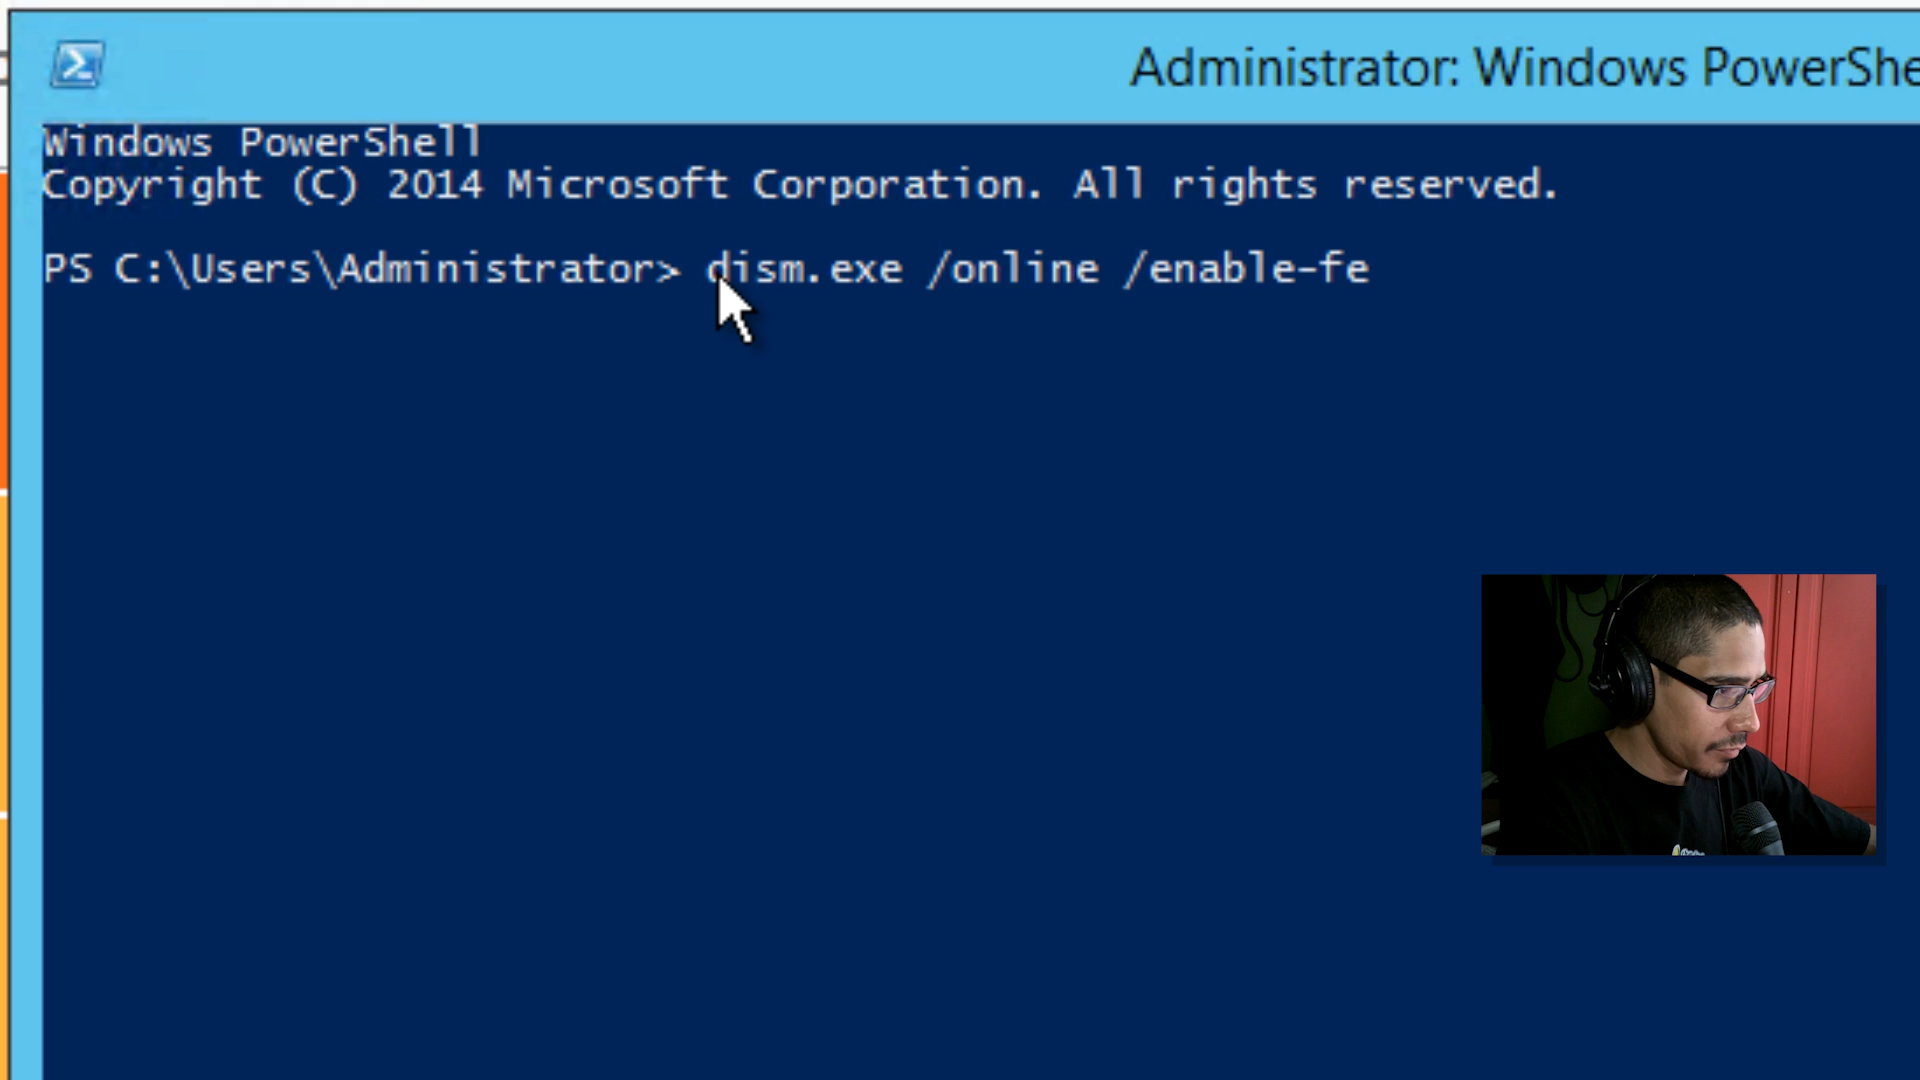 Administrator: Windows PowerShe
Windows PowerShell
Copyright (C) 2014 Microsoft Corporation. All rights reserved.
PS C:\Users\Administrator> dism.exe /online /enable-fe